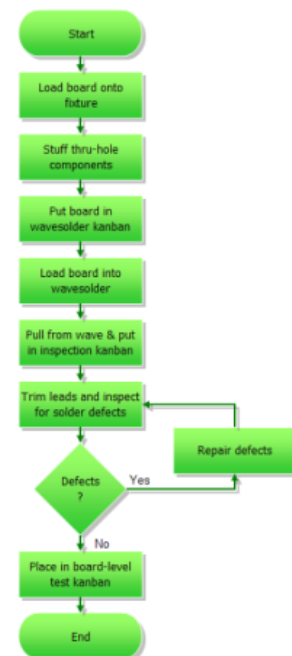 Start
Load board onto
fixture
Stuff thru-hole
components
Put board in
wavesolder kanban
Load board into
wavesolder
Pull from wave & put
in inspection kanban
Trim leads and inspect
for solder defects
Repair defects
Defects
?
Yes
No
Place in board-level
test kanban
End